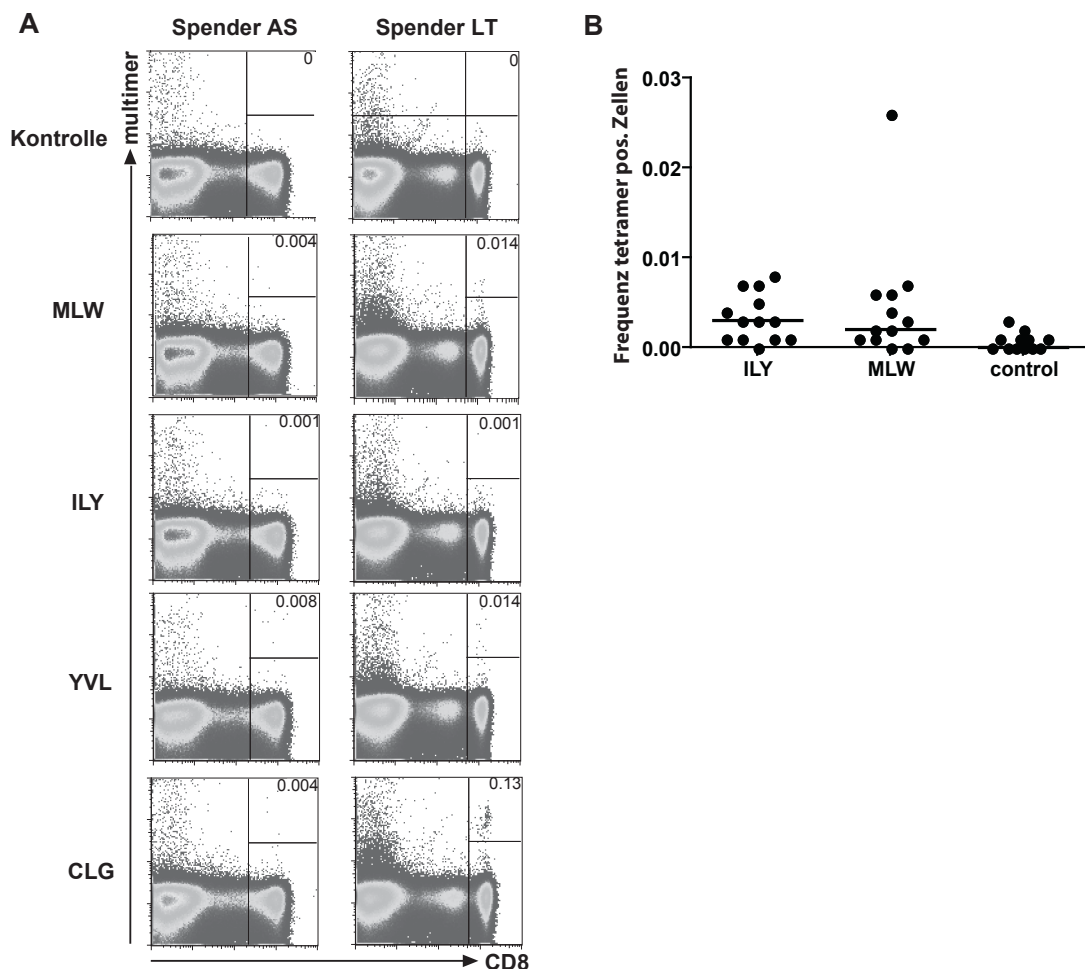 A
Spender AS
Spender LT
multimer
Kontrolle
0
0
MLW
0.004
0.014
ILY
0.001
0.001
YVL
0.008
0.014
CLG
0.004
0.13
CD8
B
Frequenz tetramer pos. Zellen
0.03
0.02
0.01
0.00
ILY
MLW
control